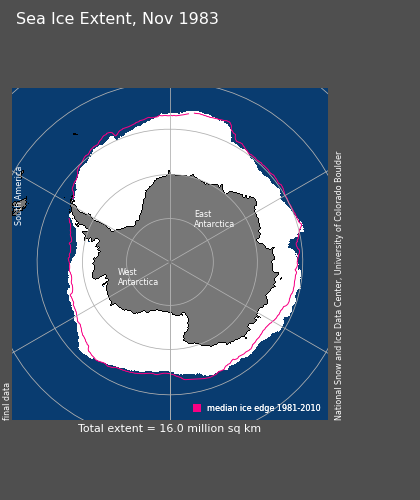 Sea Ice Extent, Nov 1983
South America
East
Antarctica
West
Antarctica
National Snow and Ice Data Center, University of Colorado Boulder
final data
median ice edge 1981-2010
Total extent = 16.0 million sq km